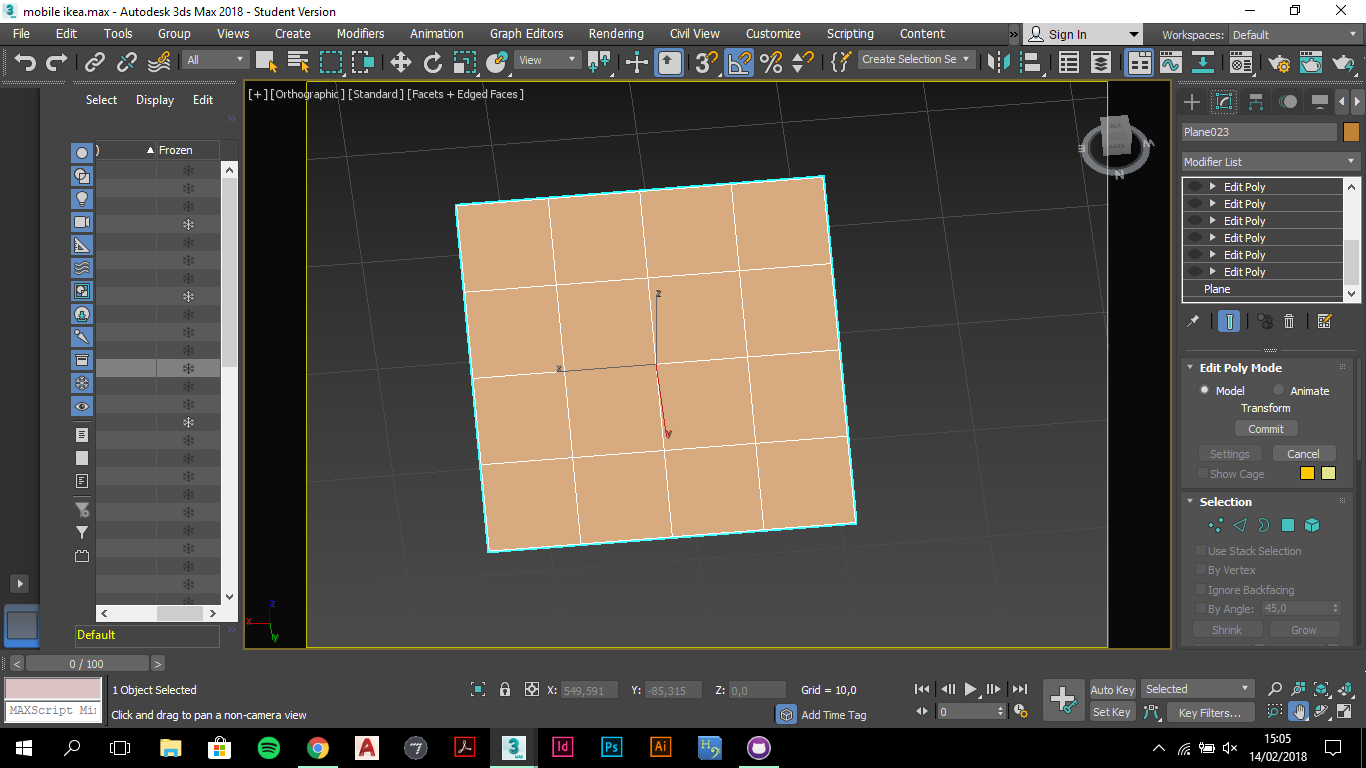 mobile ikea.max - Autodesk 3ds Max 2018 - Student Version
File Edit Tools Group Views Create Modifiers Animation Graph Editors Rendering Civil View Customize Scripting Content » Sign In Workspaces: Default
All View Create Selection Se
Select Display Edit
[+] [Orthographic] [Standard] [Facets + Edged Faces]
) Frozen
Plane023
Modifier List
Edit Poly
Edit Poly
Edit Poly
Edit Poly
Edit Poly
Edit Poly
Plane
Edit Poly Mode
Model Animate
Transform
Commit
Settings Cancel
Show Cage
Selection
Use Stack Selection
By Vertex
Ignore Backfacing
By Angle: 45,0
Shrink Grow
z
x
y
z
x
y
E W
N
Default
0 / 100
1 Object Selected X: 549,591 Y: -85,315 Z: 0,0 Grid = 10,0
MAXScript Mi
Click and drag to pan a non-camera view
Add Time Tag
0
Auto Key Selected
Set Key Key Filters...
15:05
14/02/2018